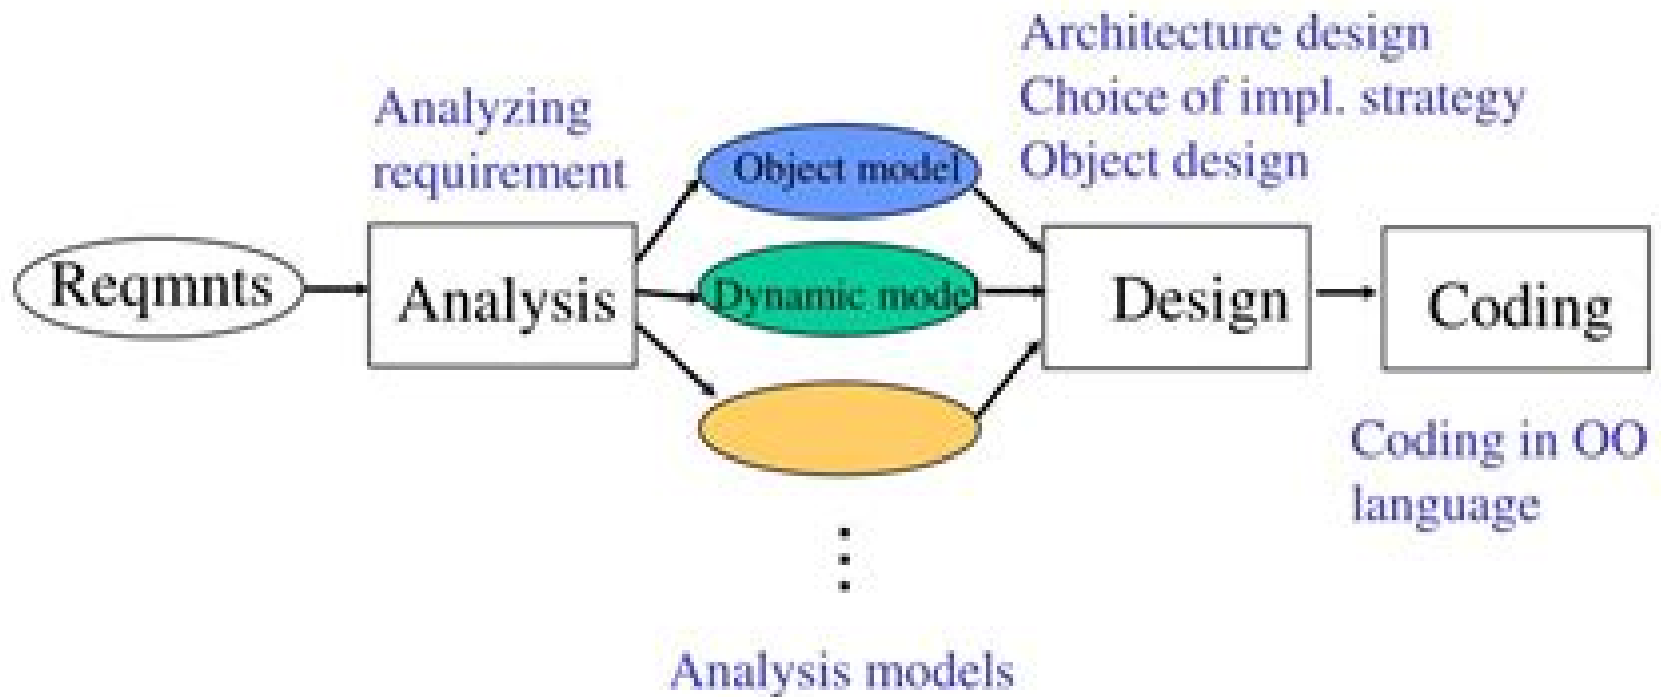 Architecture design
Choice of impl. strategy
Object design
Analyzing
requirement
Object model
Reqmnts
Analysis
Dynamic model
Design
Coding
Coding in OO
language
Analysis models